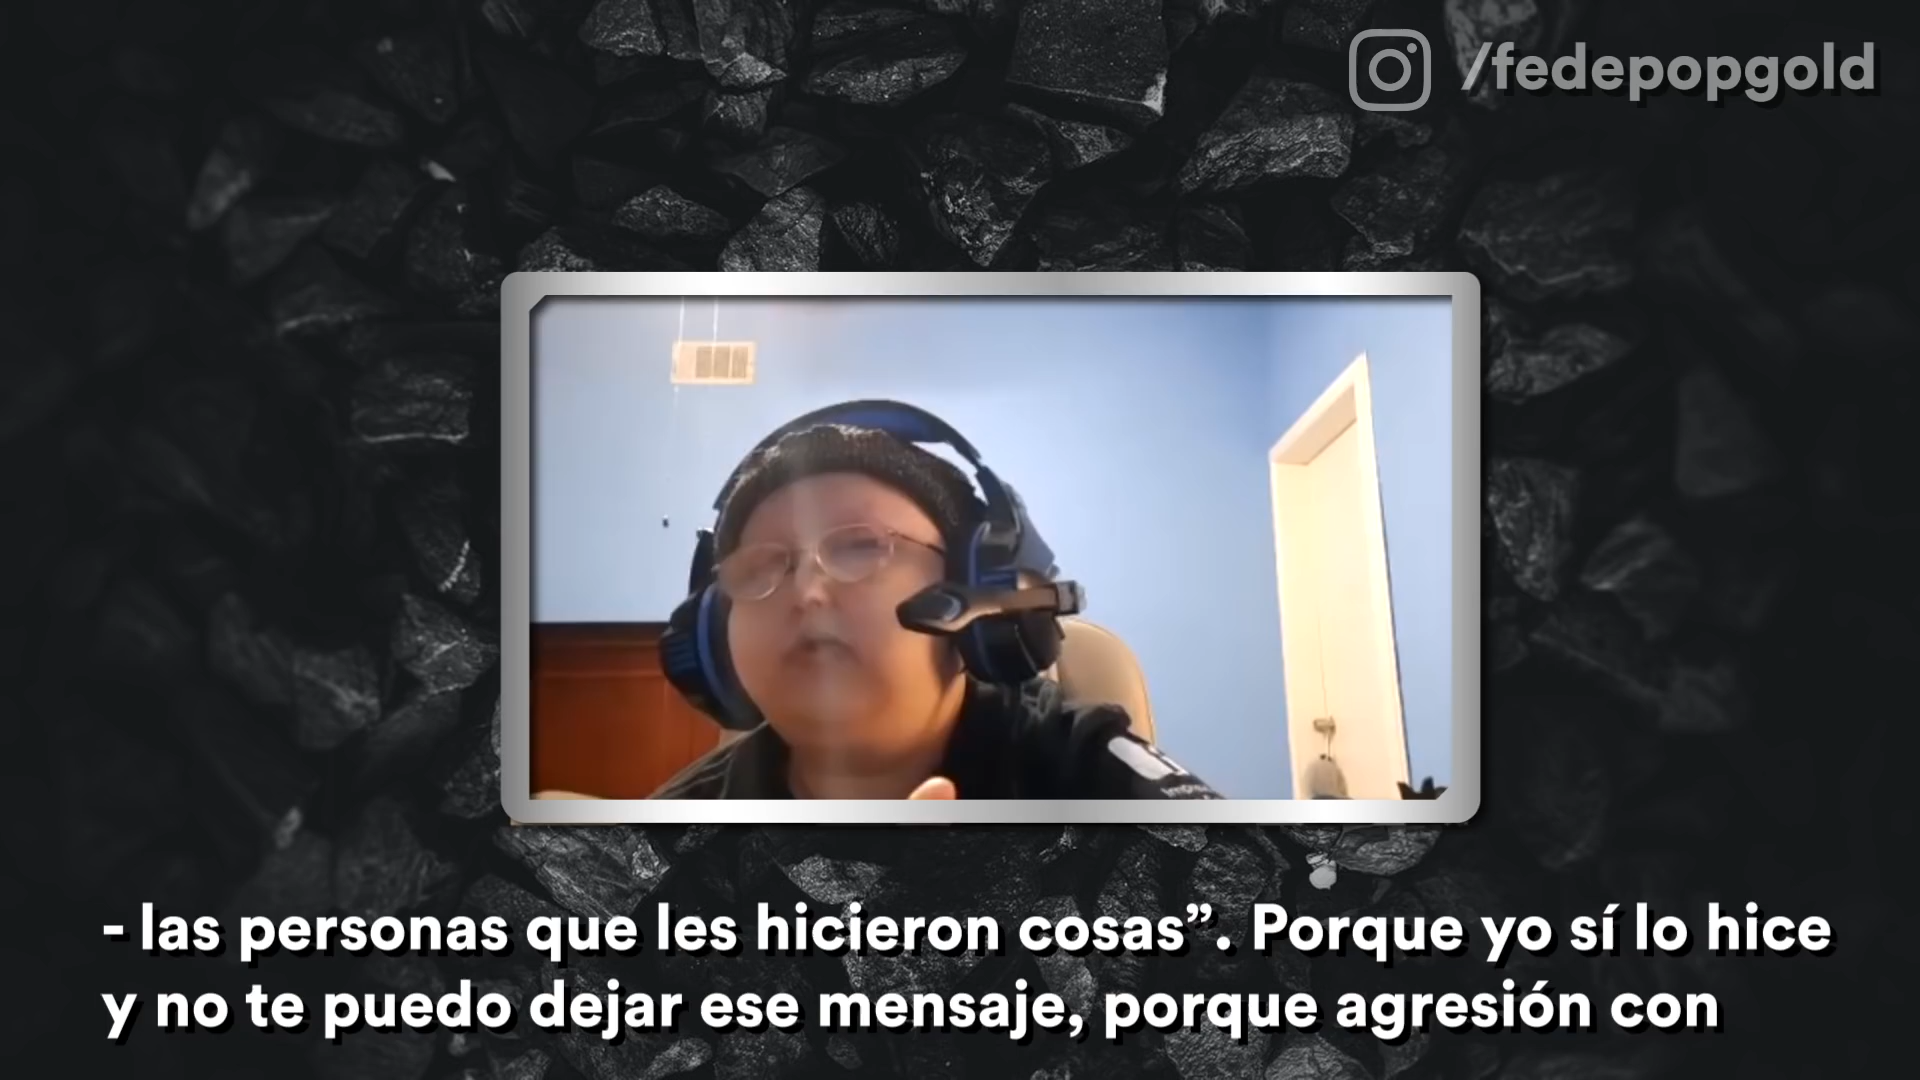 /fedepopgold
- las personas que les hicieron cosas”. Porque yo sí lo hice
y no te puedo dejar ese mensaje, porque agresión con